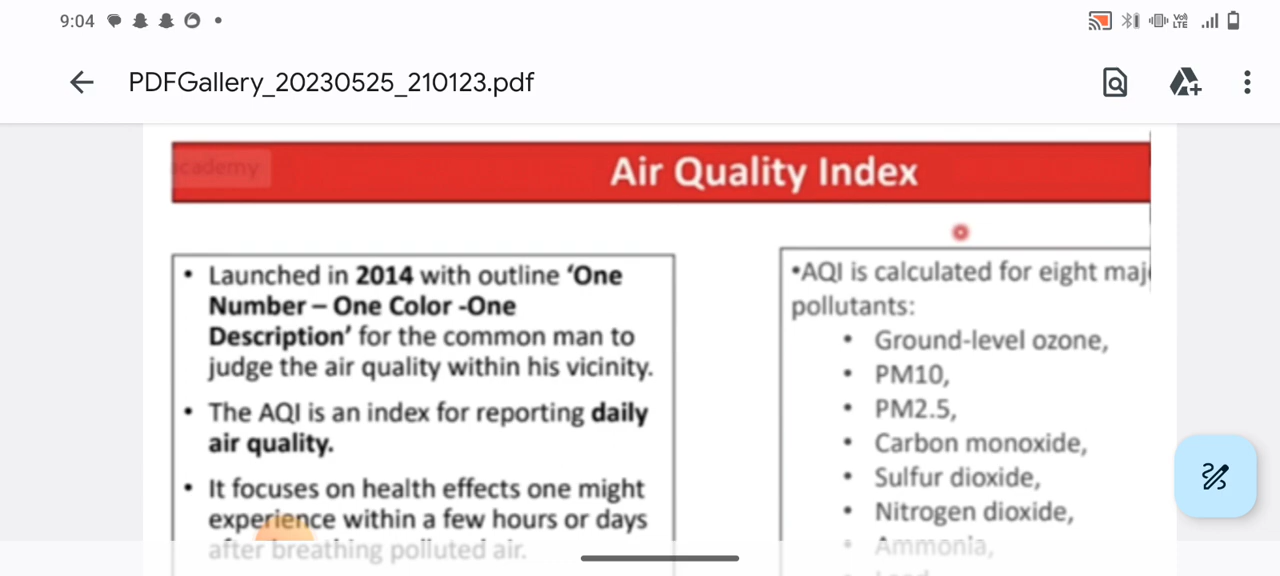 9:04
Vo)) LTE
PDFGallery_20230525_210123.pdf
academy
Air Quality Index
• Launched in 2014 with outline ‘One
Number – One Color -One
Description’ for the common man to
judge the air quality within his vicinity.
• The AQI is an index for reporting daily
air quality.
• It focuses on health effects one might
experience within a few hours or days
after breathing polluted air.
•AQI is calculated for eight maj
pollutants:
• Ground-level ozone,
• PM10,
• PM2.5,
• Carbon monoxide,
• Sulfur dioxide,
• Nitrogen dioxide,
• Ammonia,